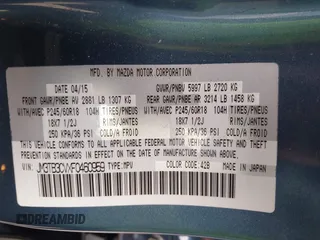 MFD. BY MAZDA MOTOR CORPORATION
DATE 04/15 GVWR/PNBV 5997 LB 2720 KG
FRONT GAWR/PNBE AV 2881 LB 1307 KG REAR GAWR/PNBE AR 3214 LB 1458 KG
WITH/AVEC P245/60R18 104H TIRES/PNEUS WITH/AVEC P245/60R18 104H TIRES/PNEUS
18X7 1/2J RIMS/JANTES 18X7 1/2J RIMS/JANTES
250 KPA/36 PSI COLD/A FROID 250 KPA/36 PSI COLD/A FROID
THIS VEHICLE CONFORMS TO ALL APPLICABLE FEDERAL MOTOR VEHICLE SAFETY
BUMPER, AND THEFT PREVENTION STANDARDS IN EFFECT ON THE DATE OF
MANUFACTURE SHOWN ABOVE.
VIN: TYPE:MPV COLOR CODE: 42B MADE IN JAPAN
© DREAMBID